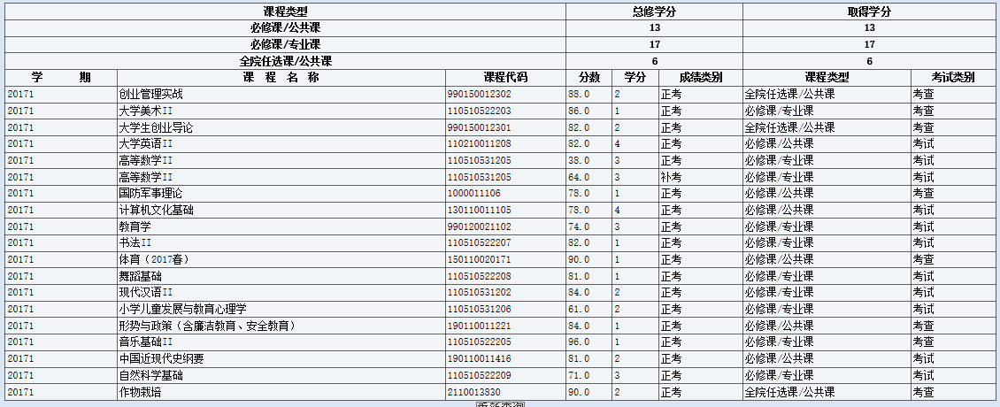 课程类型 总修学分 取得学分
必修课/公共课 13 13
必修课/专业课 17 17
全院任选课/公共课 6 6
学 期 课 程 名 称 课程代码 分数 学分 成绩类别 课程类型 考试类别
20171 创业管理实战 990150012302 88.0 2 正考 全院任选课/公共课 考查
20171 大学美术II 110510522203 86.0 1 正考 必修课/专业课 考查
20171 大学生创业导论 990150012301 82.0 2 正考 全院任选课/公共课 考查
20171 大学英语II 110210011208 82.0 4 正考 必修课/公共课 考试
20171 高等数学II 110510531205 38.0 3 正考 必修课/专业课 考试
20171 高等数学II 110510531205 64.0 3 补考 必修课/专业课 考试
20171 国防军事理论 1000011106 78.0 1 正考 必修课/公共课 考查
20171 计算机文化基础 130110011105 78.0 4 正考 必修课/公共课 考试
20171 教育学 990120021102 74.0 3 正考 必修课/专业课 考试
20171 书法II 110510522207 82.0 1 正考 必修课/专业课 考试
20171 体育（2017春） 150110020171 90.0 1 正考 必修课/公共课 考查
20171 舞蹈基础 110510522208 81.0 1 正考 必修课/专业课 考试
20171 现代汉语II 110510531202 84.0 2 正考 必修课/专业课 考试
20171 小学儿童发展与教育心理学 110510531206 61.0 2 正考 必修课/专业课 考试
20171 形势与政策（含廉洁教育、安全教育） 190110011221 84.0 1 正考 必修课/公共课 考查
20171 音乐基础II 110510522205 96.0 1 正考 必修课/专业课 考查
20171 中国近现代史纲要 190110011416 81.0 2 正考 必修课/公共课 考试
20171 自然科学基础 110510522209 71.0 3 正考 必修课/专业课 考试
20171 作物栽培 2110013830 90.0 2 正考 全院任选课/公共课 考查